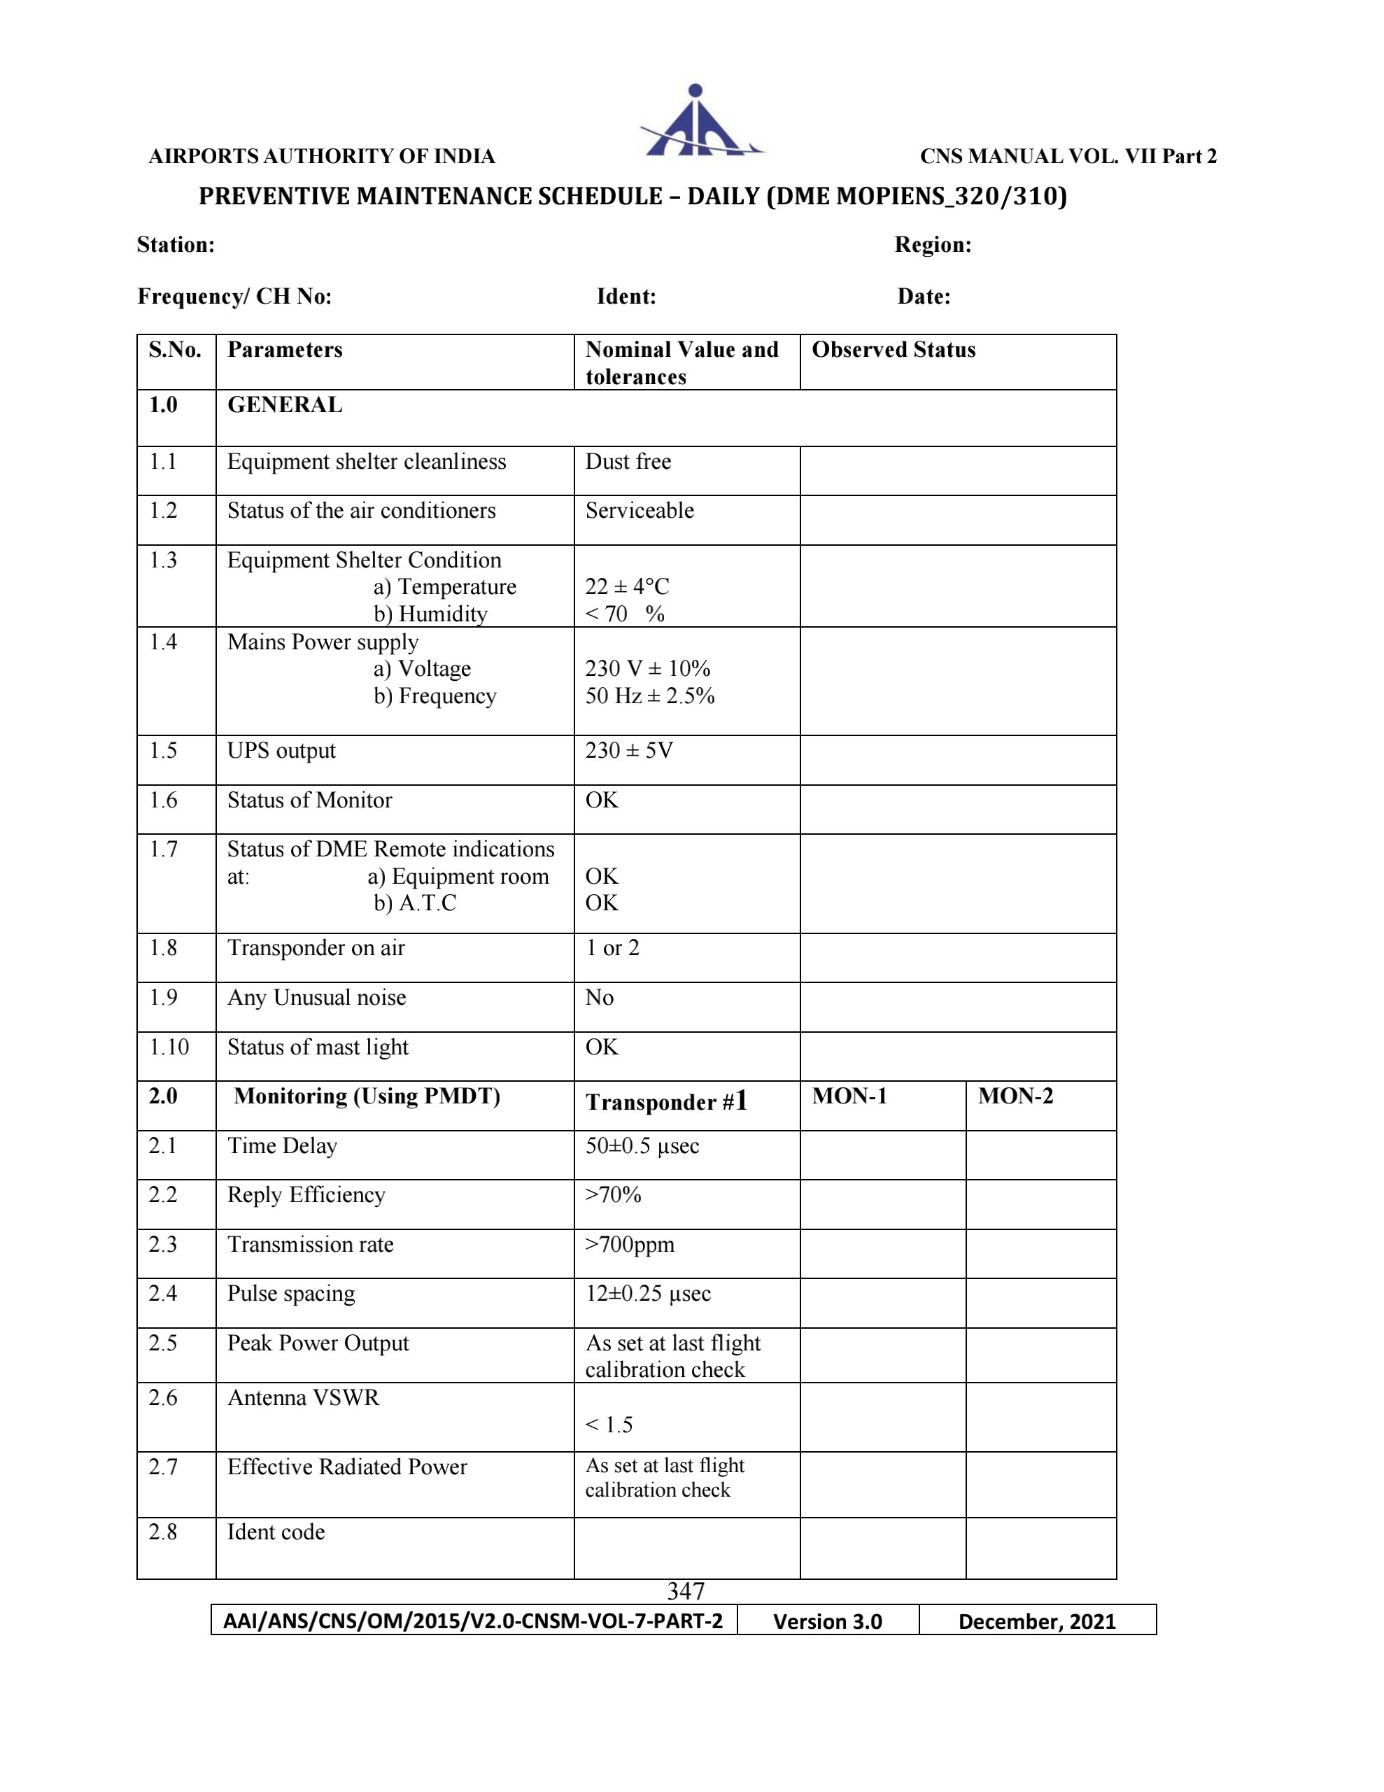 AIRPORTS AUTHORITY OF INDIA CNS MANUAL VOL. VII Part 2
PREVENTIVE MAINTENANCE SCHEDULE – DAILY (DME MOPIENS_320/310)
Station: Region:
Frequency/ CH No: Ident: Date:
S.No. Parameters Nominal Value and Observed Status
tolerances
1.0 GENERAL
1.1 Equipment shelter cleanliness Dust free
1.2 Status of the air conditioners Serviceable
1.3 Equipment Shelter Condition
a) Temperature 22 ± 4°C
b) Humidity < 70 %
1.4 Mains Power supply
a) Voltage 230 V ± 10%
b) Frequency 50 Hz ± 2.5%
1.5 UPS output 230 ± 5V
1.6 Status of Monitor OK
1.7 Status of DME Remote indications
at: a) Equipment room OK
b) A.T.C OK
1.8 Transponder on air 1 or 2
1.9 Any Unusual noise No
1.10 Status of mast light OK
2.0 Monitoring (Using PMDT) Transponder #1 MON-1 MON-2
2.1 Time Delay 50±0.5 µsec
2.2 Reply Efficiency >70%
2.3 Transmission rate >700ppm
2.4 Pulse spacing 12±0.25 µsec
2.5 Peak Power Output As set at last flight
calibration check
2.6 Antenna VSWR
< 1.5
2.7 Effective Radiated Power As set at last flight
calibration check
2.8 Ident code
347
AAI/ANS/CNS/OM/2015/V2.0-CNSM-VOL-7-PART-2 Version 3.0 December, 2021